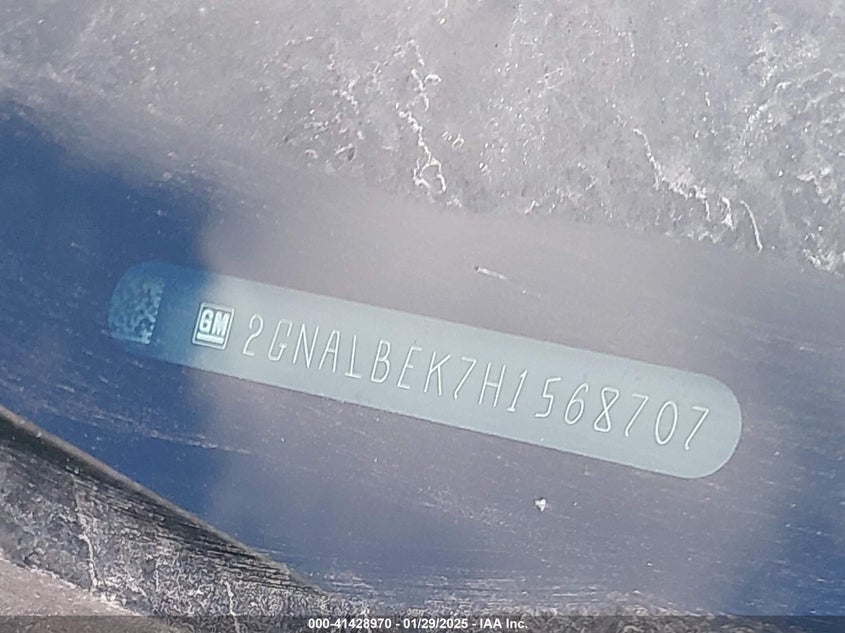 GM 2GNALBEK7H1568707
000-41428970 - 01/29/2025 - IAA Inc.